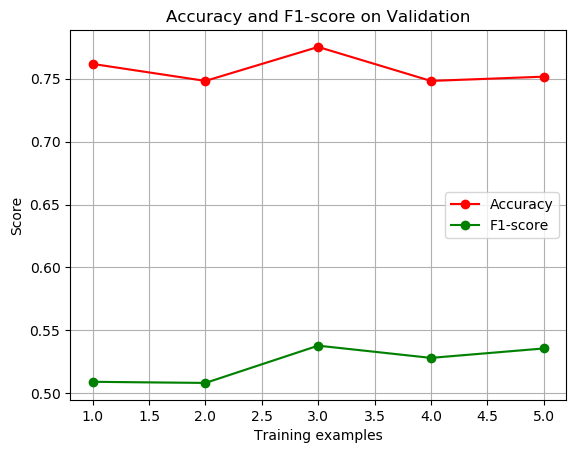 Accuracy and F1-score on Validation
Score
0.75
0.70
0.65
0.60
0.55
0.50
Accuracy
F1-score
1.0 1.5 2.0 2.5 3.0 3.5 4.0 4.5 5.0
Training examples